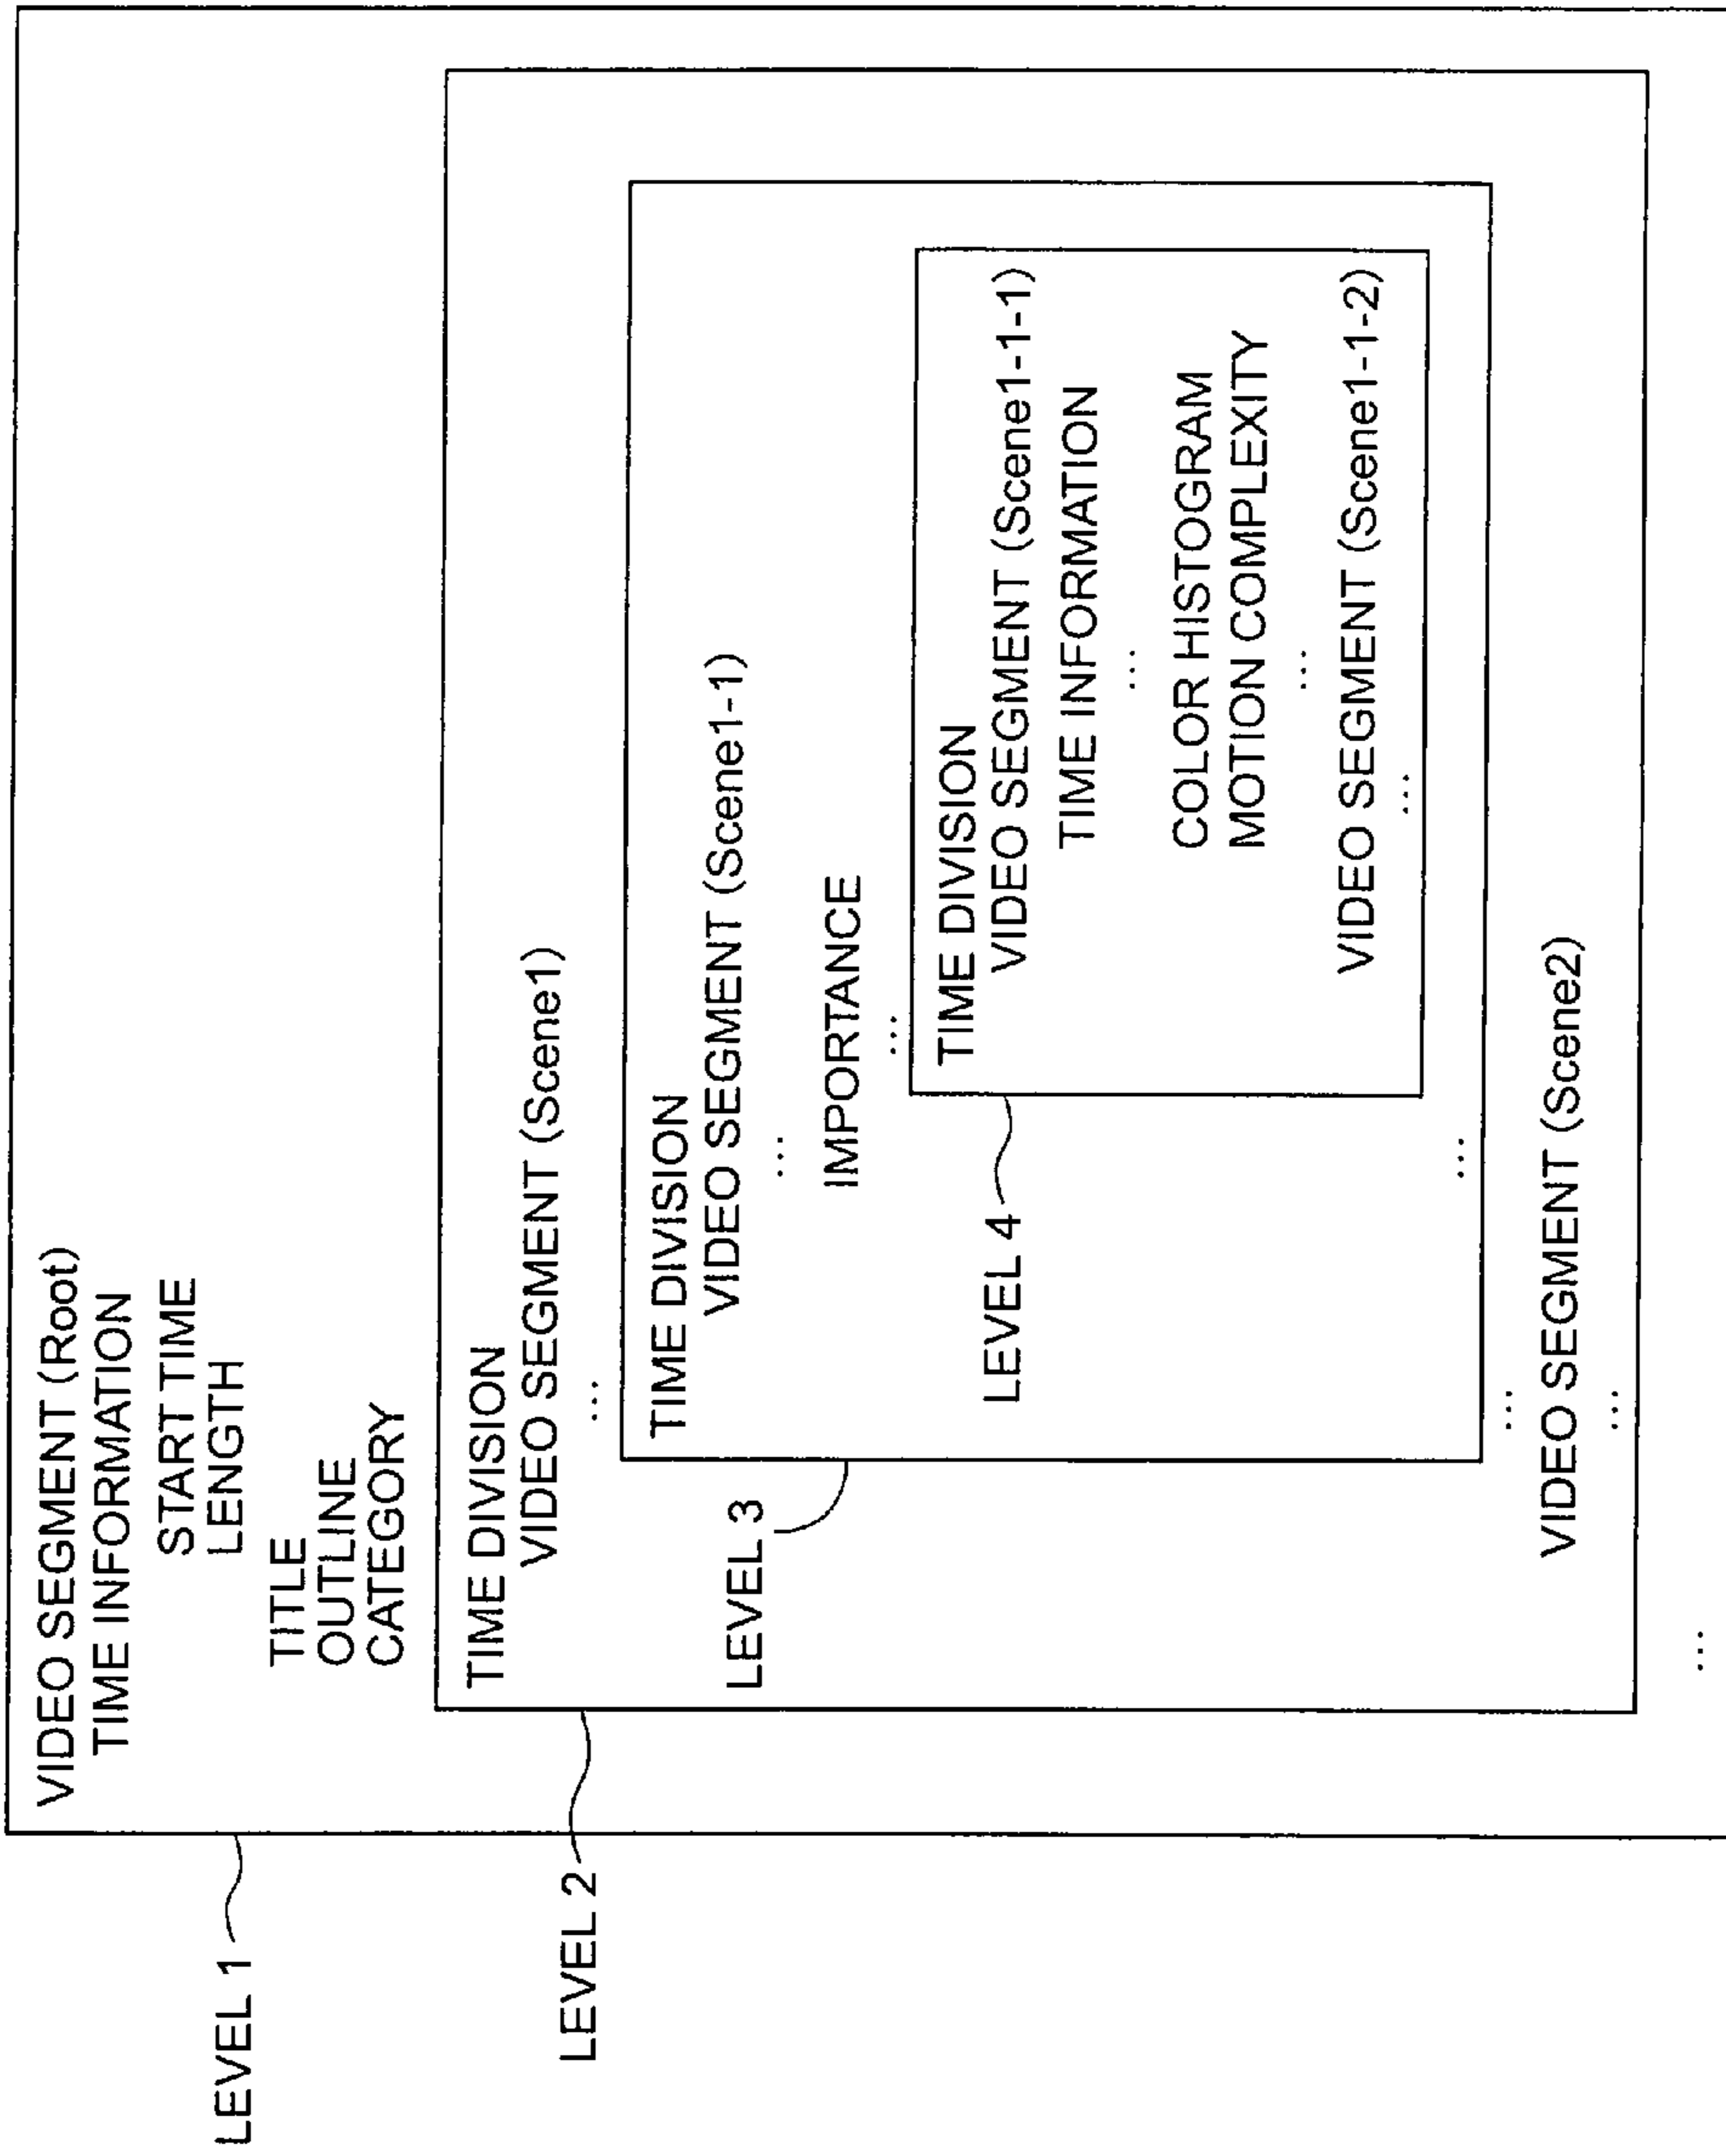 VIDEO SEGMENT (Root)
TIME INFORMATION
START TIME
LENGTH
TITLE
OUTLINE
CATEGORY
LEVEL 1
TIME DIVISION
VIDEO SEGMENT (Scene1)
...
LEVEL 2
TIME DIVISION
VIDEO SEGMENT (Scene1-1)
...
IMPORTANCE
...
LEVEL 3
TIME DIVISION
VIDEO SEGMENT (Scene1-1-1)
TIME INFORMATION
...
COLOR HISTOGRAM
MOTION COMPLEXITY
...
VIDEO SEGMENT (Scene1-1-2)
...
LEVEL 4
...
...
VIDEO SEGMENT (Scene2)
...
...